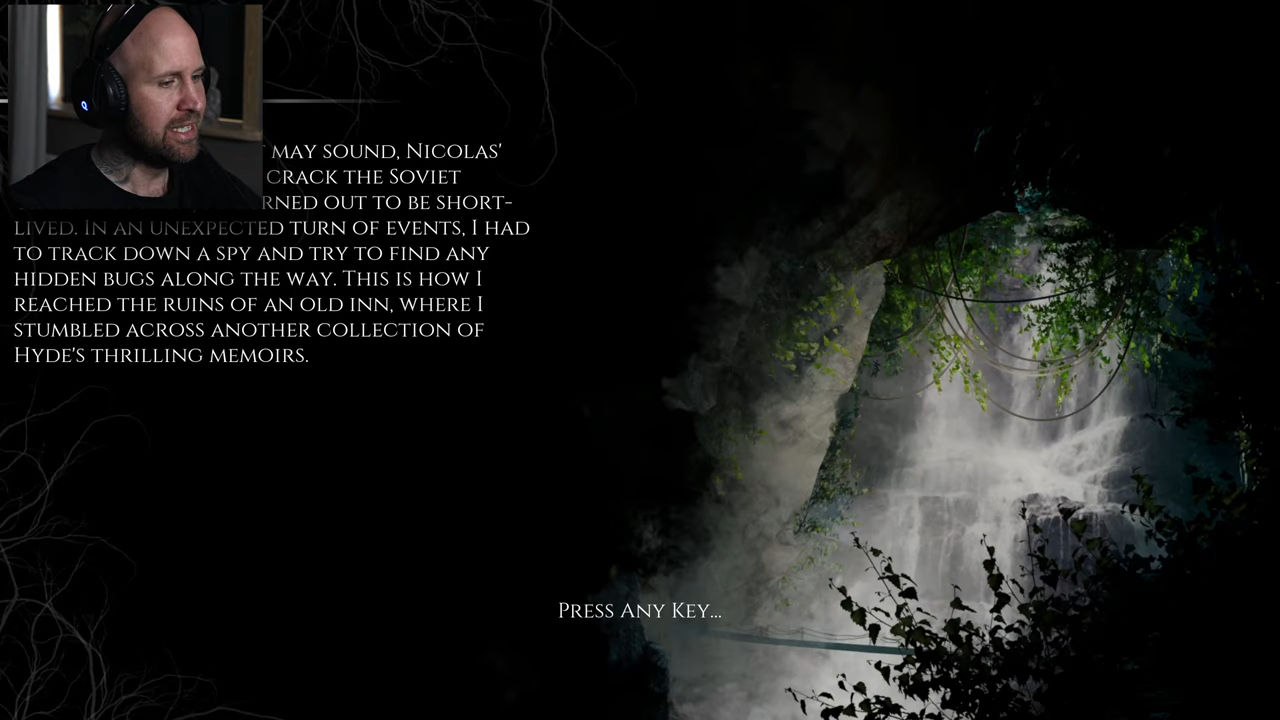 MAY SOUND, NICOLAS'
CRACK THE SOVIET
RNED OUT TO BE SHORT-
LIVED. IN AN UNEXPECTED TURN OF EVENTS, I HAD
TO TRACK DOWN A SPY AND TRY TO FIND ANY
HIDDEN BUGS ALONG THE WAY. THIS IS HOW I
REACHED THE RUINS OF AN OLD INN, WHERE I
STUMBLED ACROSS ANOTHER COLLECTION OF
HYDE'S THRILLING MEMOIRS.
PRESS ANY KEY...